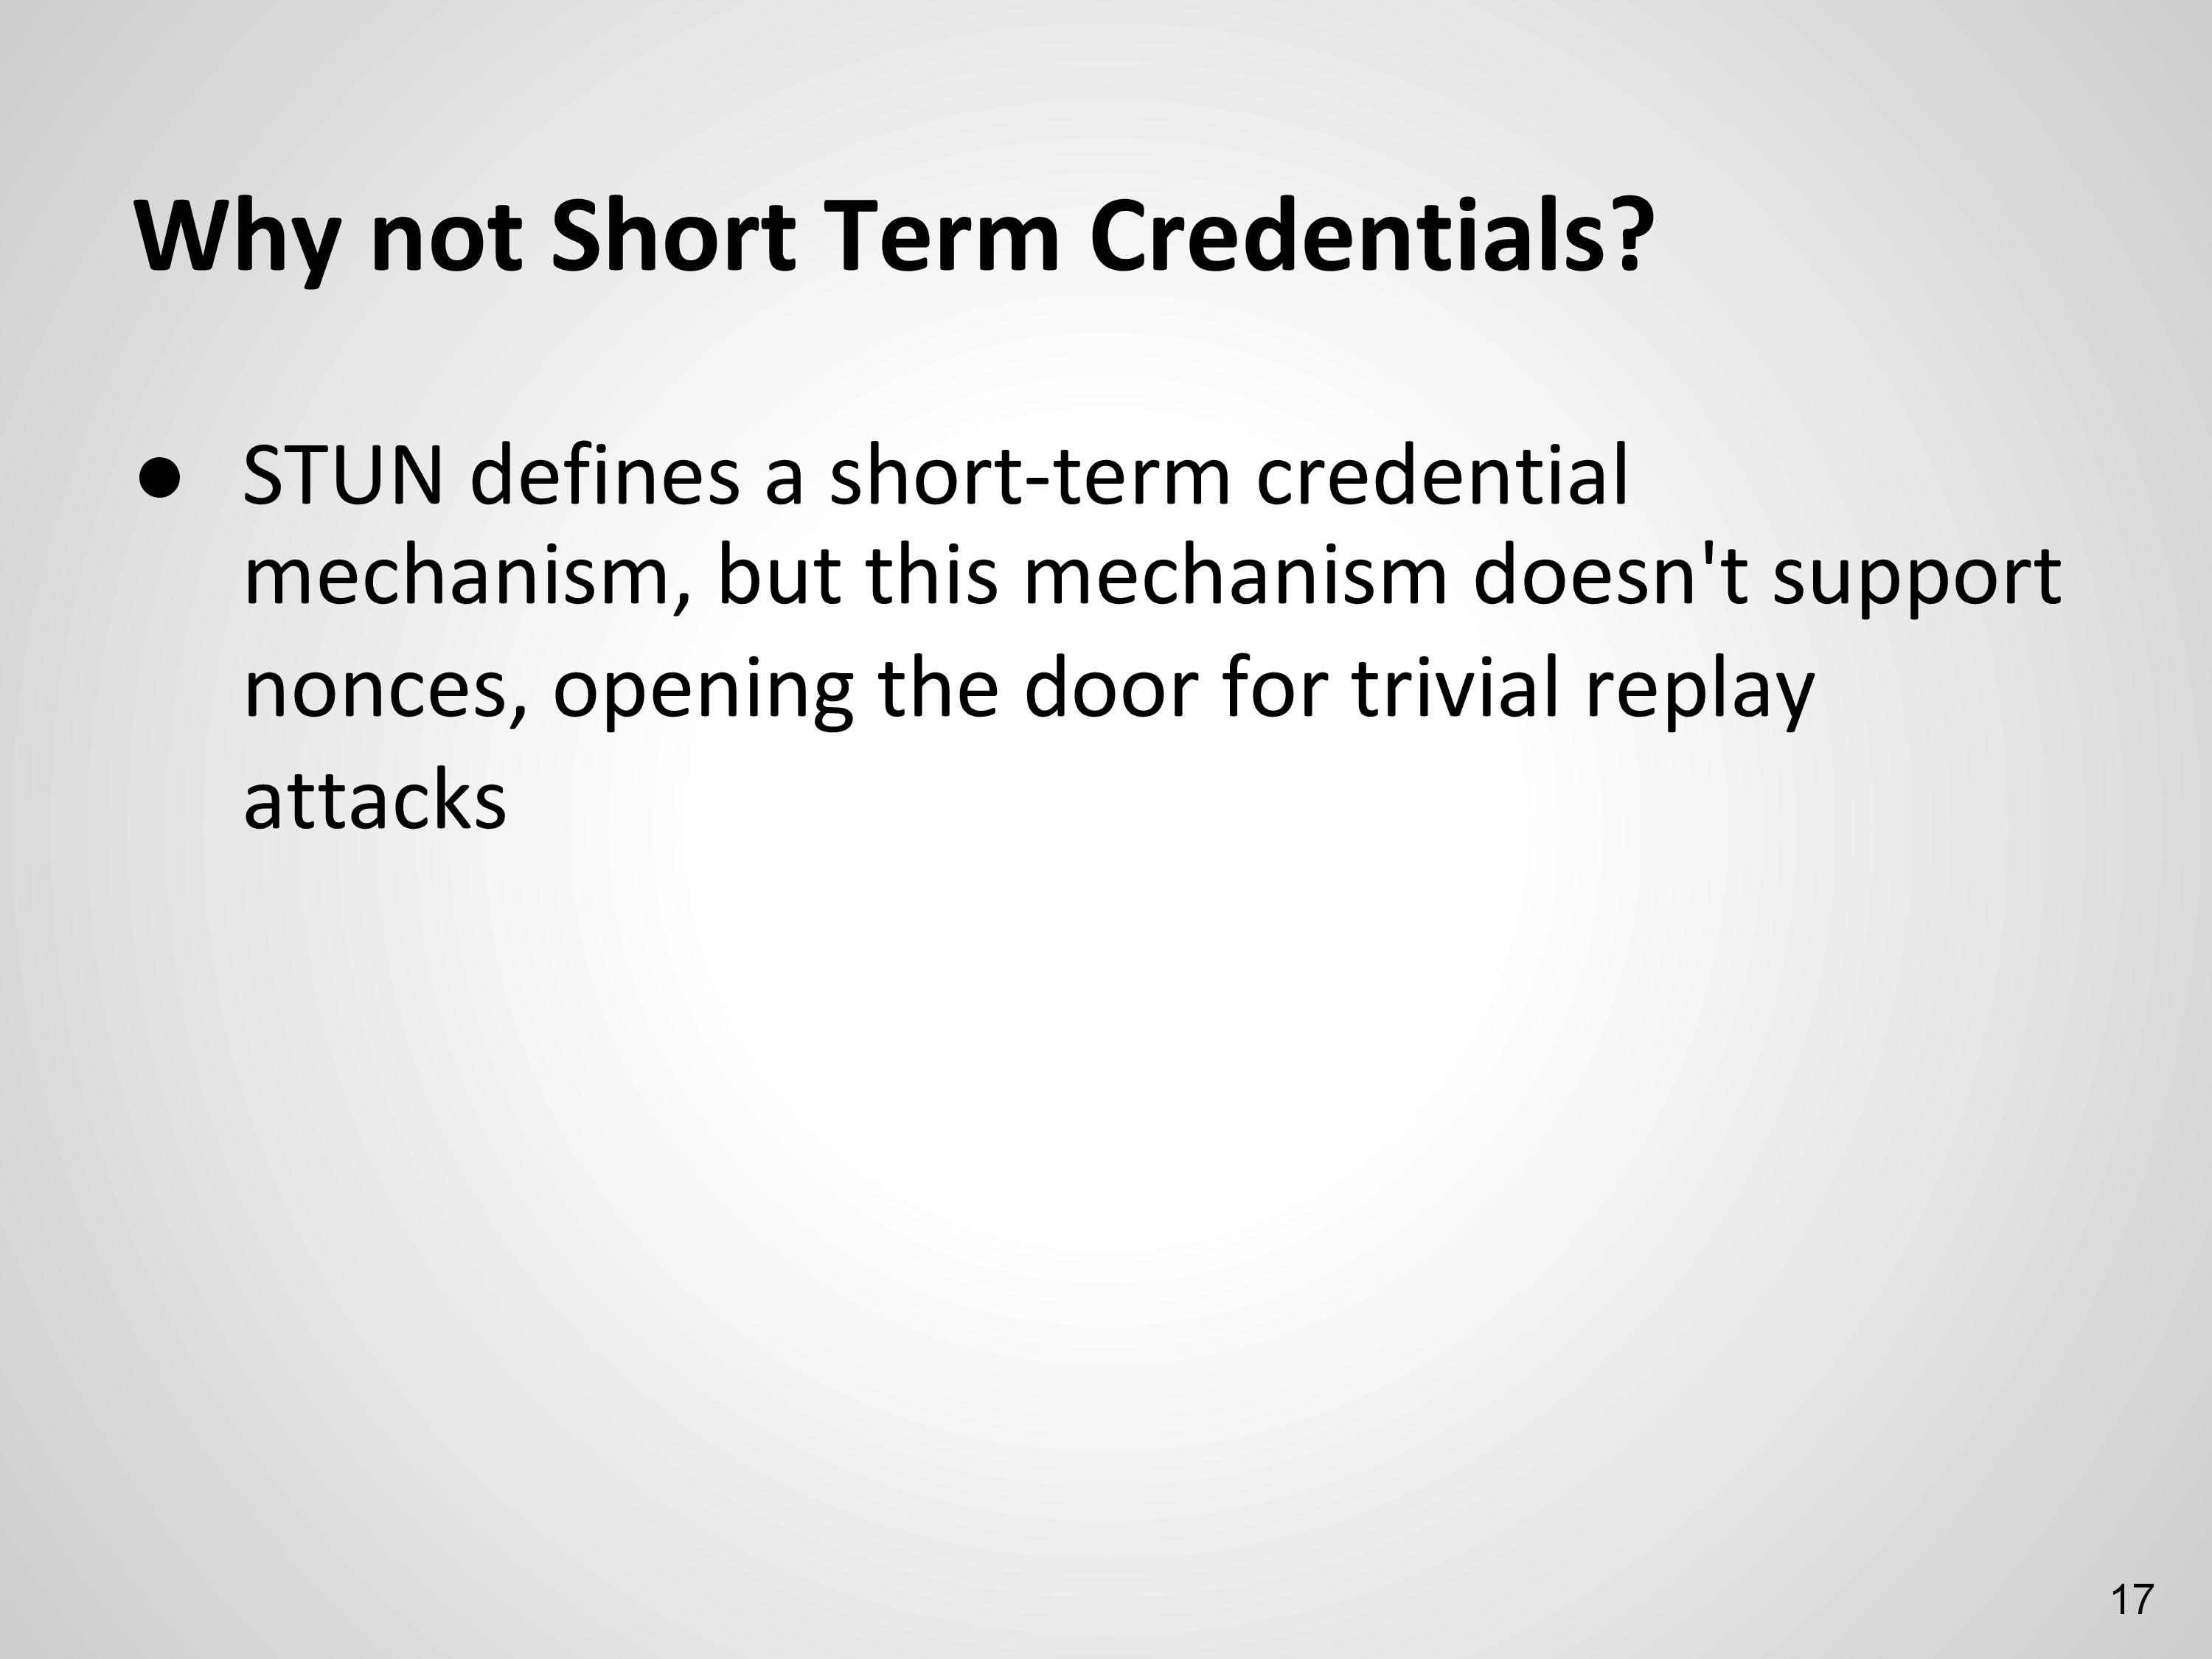 Why not Short Term Credentials?
● STUN defines a short-term credential
mechanism, but this mechanism doesn't support
nonces, opening the door for trivial replay
attacks
17